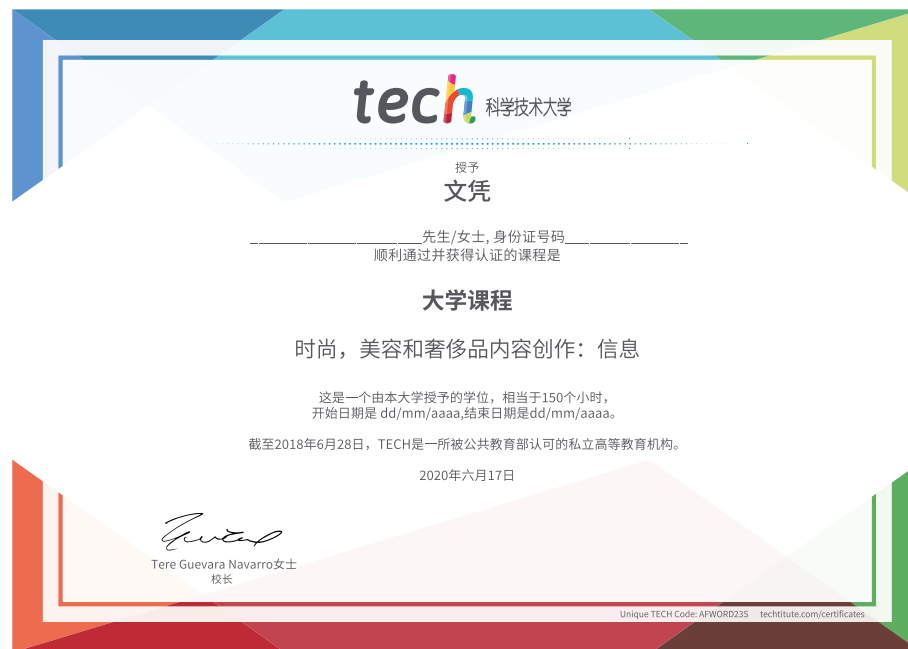 tech 科学技术大学
授予
文凭
______________________先生/女士, 身份证号码________________
顺利通过并获得认证的课程是
大学课程
时尚，美容和奢侈品内容创作：信息
这是一个由本大学授予的学位，相当于150个小时，
开始日期是 dd/mm/aaaa,结束日期是dd/mm/aaaa。
截至2018年6月28日，TECH是一所被公共教育部认可的私立高等教育机构。
2020年六月17日
Tere Guevara Navarro女士
校长
Unique TECH Code: AFWORD23S techtitute.com/certificates